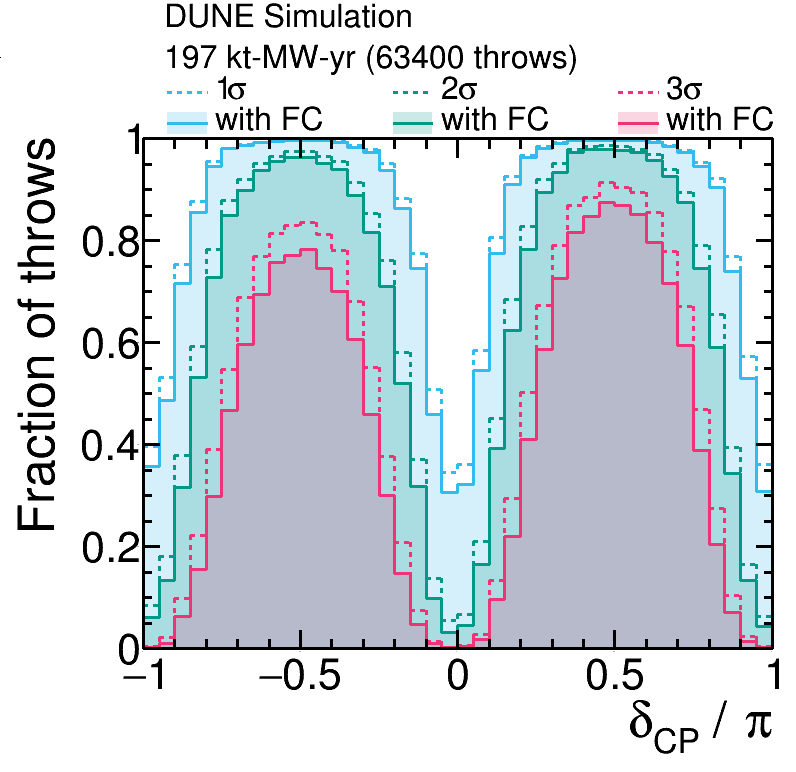 DUNE Simulation
197 kt-MW-yr (63400 throws)
1σ 2σ 3σ
with FC with FC with FC
Fraction of throws
1
0.8
0.6
0.4
0.2
0
−1 −0.5 0 0.5 1
δCP / π